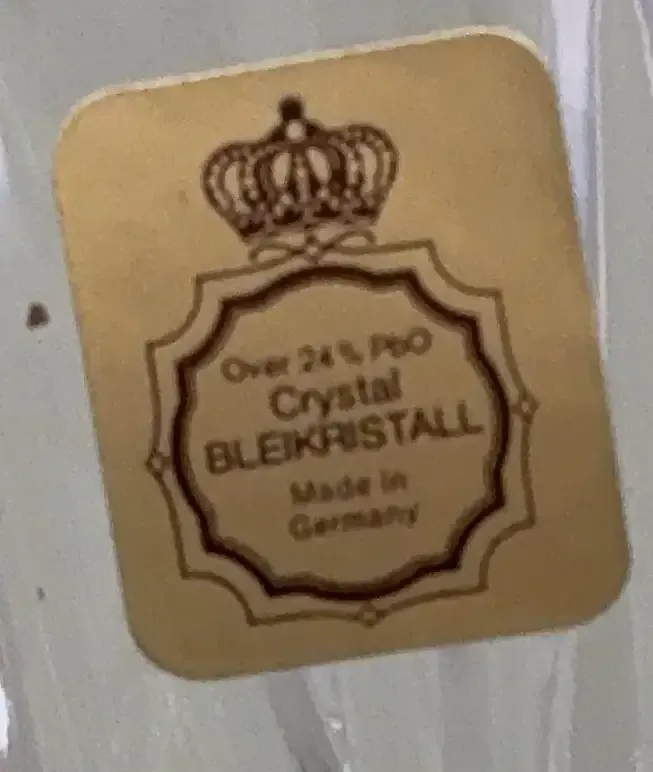 Over 24% PbO
Crystal
BLEIKRISTALL
Made in
Germany